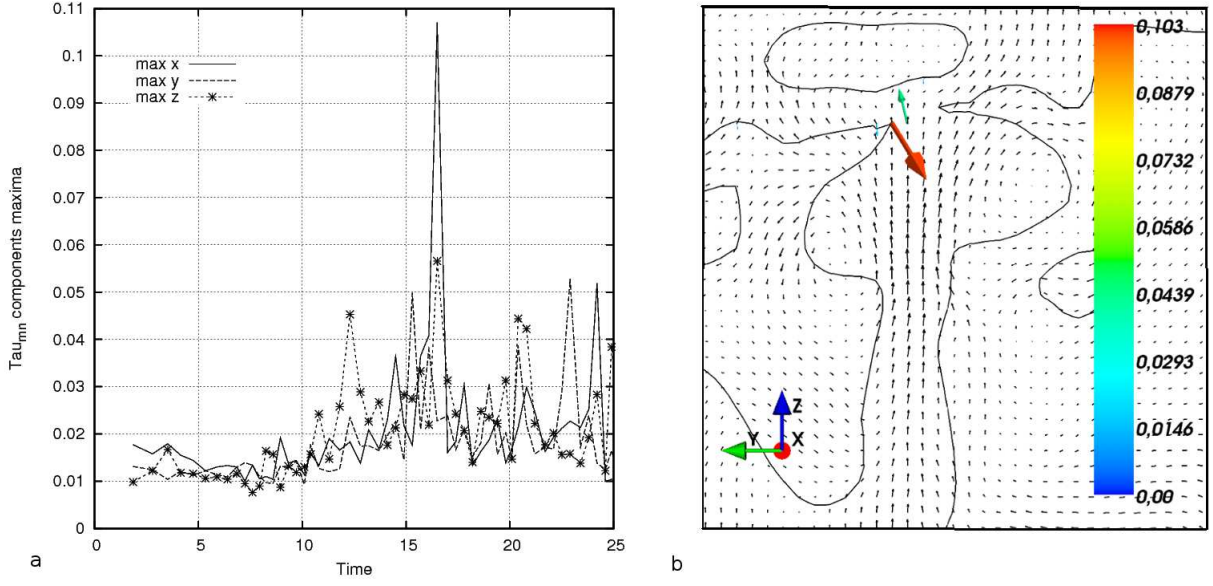 0.11
0.1
0.09
0.08
0.07
0.06
0.05
0.04
0.03
0.02
0.01
0
Tau_mn components maxima
max x
max y
max z
0 5 10 15 20 25
Time
a
0,103
0,0879
0,0732
0,0586
0,0439
0,0293
0,0146
0,00
Z
Y X
b